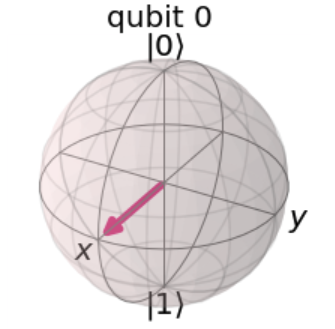 qubit 0
|0⟩
x
y
|1⟩